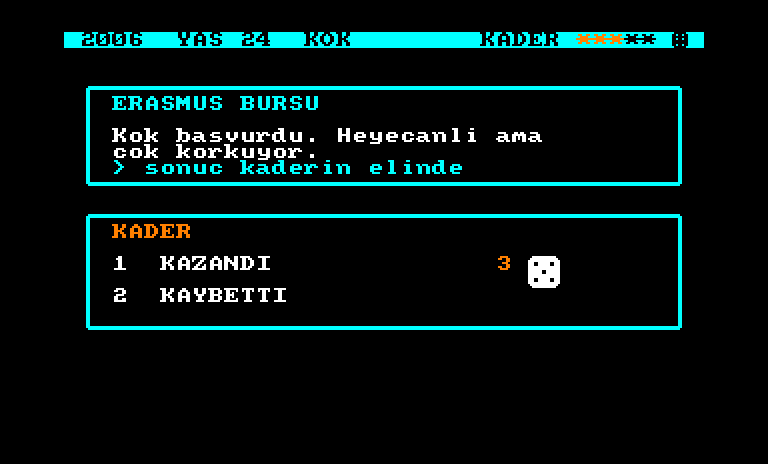 2006 YAS 24 KOK KADER *****
ERASMUS BURSU
Kok basvurdu. Heyecanli ama
cok korkuyor.
> sonuc kaderin elinde
KADER
1 KAZANDI 3
2 KAYBETTI